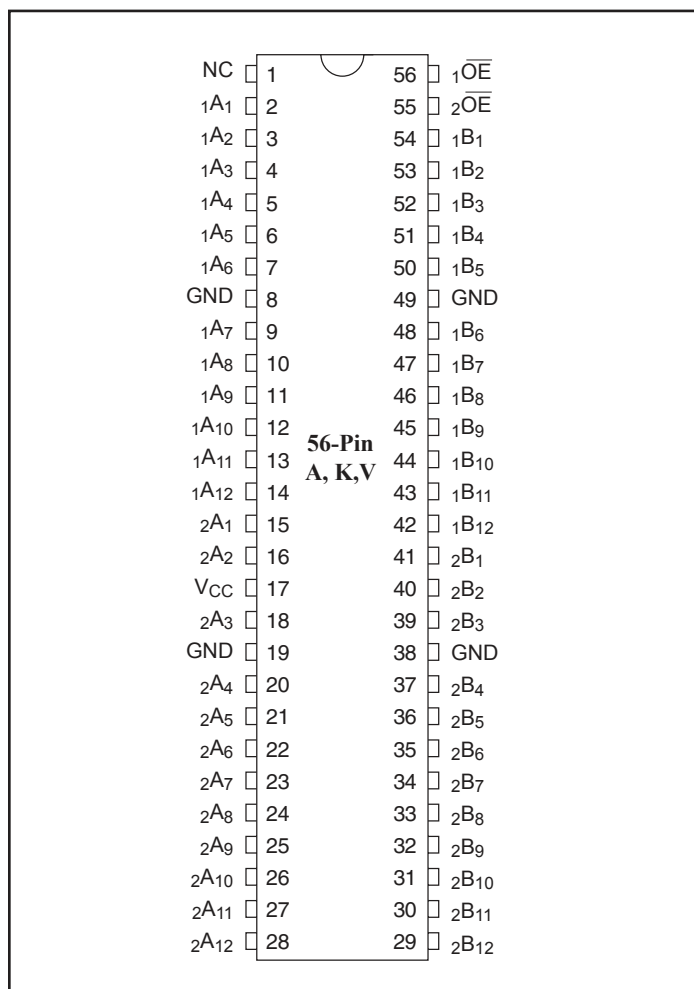 NC 1 56 1OE
1A1 2 55 2OE
1A2 3 54 1B1
1A3 4 53 1B2
1A4 5 52 1B3
1A5 6 51 1B4
1A6 7 50 1B5
GND 8 49 GND
1A7 9 48 1B6
1A8 10 47 1B7
1A9 11 46 1B8
1A10 12 45 1B9
56-Pin
1A11 13 44 1B10
A, K,V
1A12 14 43 1B11
2A1 15 42 1B12
2A2 16 41 2B1
VCC 17 40 2B2
2A3 18 39 2B3
GND 19 38 GND
2A4 20 37 2B4
2A5 21 36 2B5
2A6 22 35 2B6
2A7 23 34 2B7
2A8 24 33 2B8
2A9 25 32 2B9
2A10 26 31 2B10
2A11 27 30 2B11
2A12 28 29 2B12